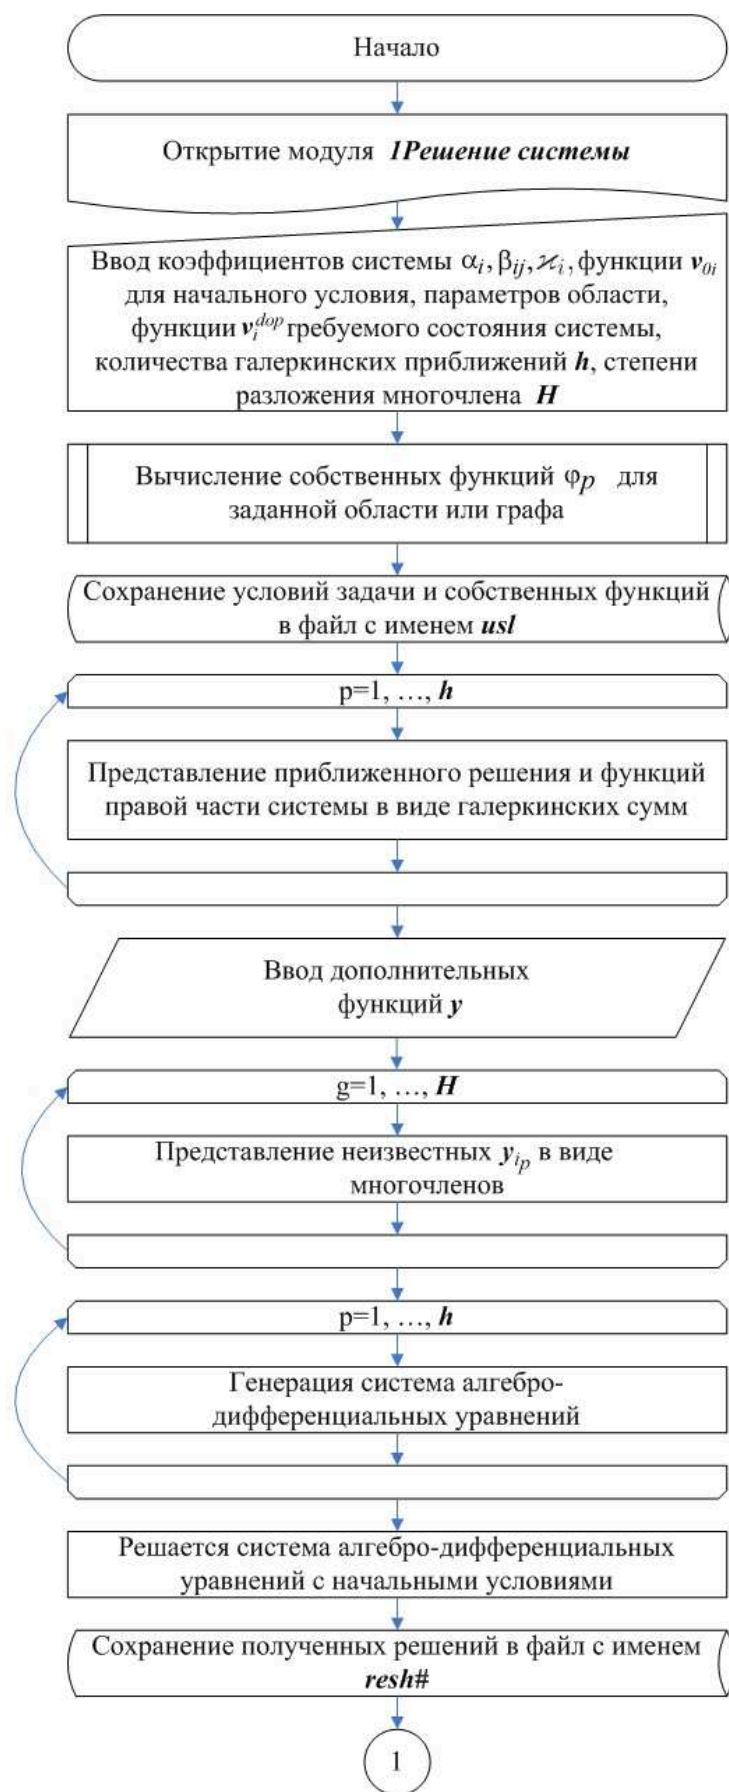 Начало
Открытие модуля 1Решение системы
Ввод коэффициентов системы αᵢ, βᵢⱼ, ϰᵢ, функции v₀ᵢ
для начального условия, параметров области,
функции vᵢᵈᵒᵖ требуемого состояния системы,
количества галеркинских приближений h, степени
разложения многочлена H
Вычисление собственных функций φp для
заданной области или графа
Сохранение условий задачи и собственных функций
в файл с именем usl
p=1, …, h
Представление приближенного решения и функций
правой части системы в виде галеркинских сумм
Ввод дополнительных
функций y
g=1, …, H
Представление неизвестных yᵢₚ в виде
многочленов
p=1, …, h
Генерация система алгебро-
дифференциальных уравнений
Решается система алгебро-дифференциальных
уравнений с начальными условиями
Сохранение полученных решений в файл с именем
resh#
1